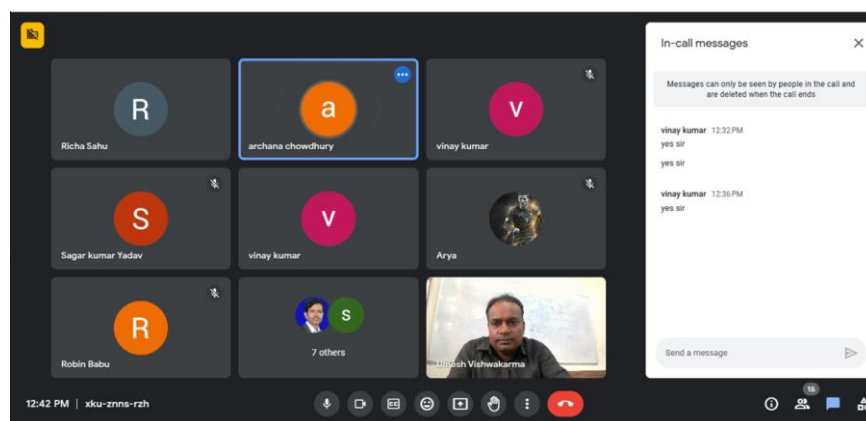 In-call messages
Messages can only be seen by people in the call and
are deleted when the call ends
R
Richa Sahu
a
archana chowdhury
V
vinay kumar
vinay kumar 12:32 PM
yes sir
yes sir
vinay kumar 12:36 PM
yes sir
S
Sagar kumar Yadav
V
vinay kumar
Arya
R
Robin Babu
S
7 others
Dinesh Vishwakarma
Send a message
12:42 PM | xku-znns-rzh
CC
16